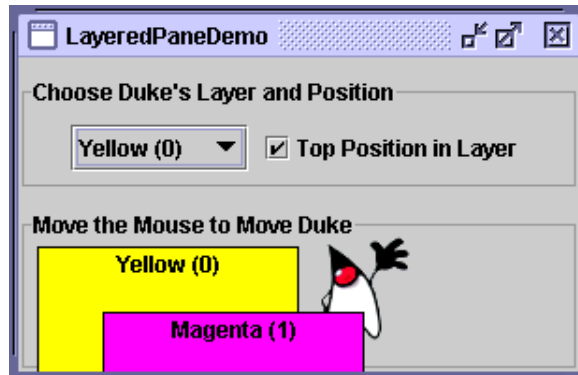 LayeredPaneDemo
Choose Duke's Layer and Position
Yellow (0) Top Position in Layer
Move the Mouse to Move Duke
Yellow (0)
Magenta (1)